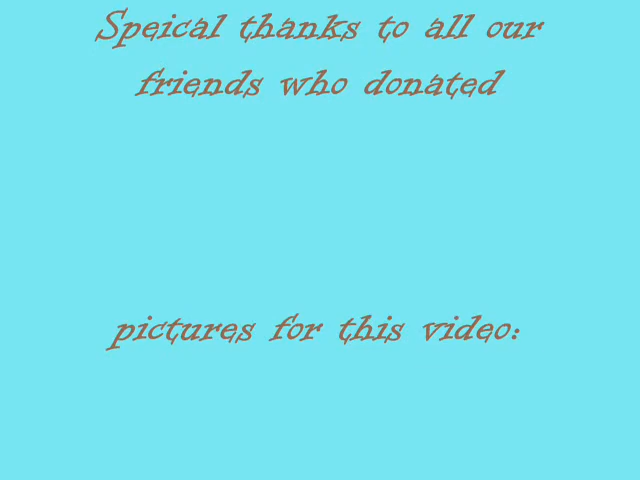 Speical thanks to all our
friends who donated
pictures for this video: